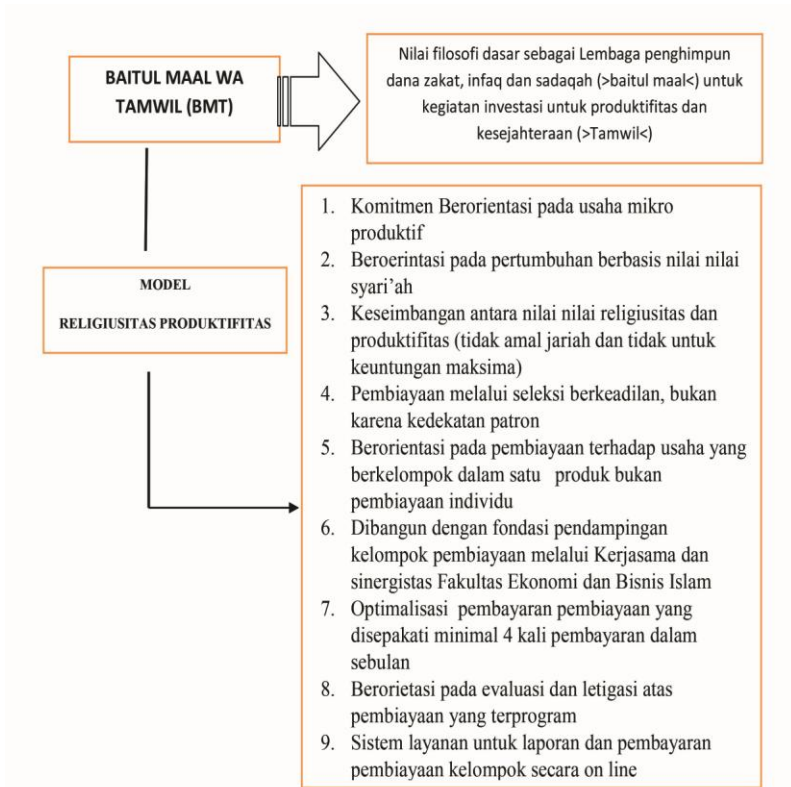 BAITUL MAAL WA
TAMWIL (BMT)
Nilai filosofi dasar sebagai Lembaga penghimpun
dana zakat, infaq dan sadaqah (>baitul maal<) untuk
kegiatan investasi untuk produktifitas dan
kesejahteraan (>Tamwil<)
MODEL
RELIGIUSITAS PRODUKTIFITAS
1. Komitmen Berorientasi pada usaha mikro
produktif
2. Beroerintasi pada pertumbuhan berbasis nilai nilai
syari'ah
3. Keseimbangan antara nilai nilai religiusitas dan
produktifitas (tidak amal jariah dan tidak untuk
keuntungan maksima)
4. Pembiayaan melalui seleksi berkeadilan, bukan
karena kedekatan patron
5. Berorientasi pada pembiayaan terhadap usaha yang
berkelompok dalam satu produk bukan
pembiayaan individu
6. Dibangun dengan fondasi pendampingan
kelompok pembiayaan melalui Kerjasama dan
sinergistas Fakultas Ekonomi dan Bisnis Islam
7. Optimalisasi pembayaran pembiayaan yang
disepakati minimal 4 kali pembayaran dalam
sebulan
8. Berorietasi pada evaluasi dan letigasi atas
pembiayaan yang terprogram
9. Sistem layanan untuk laporan dan pembayaran
pembiayaan kelompok secara on line